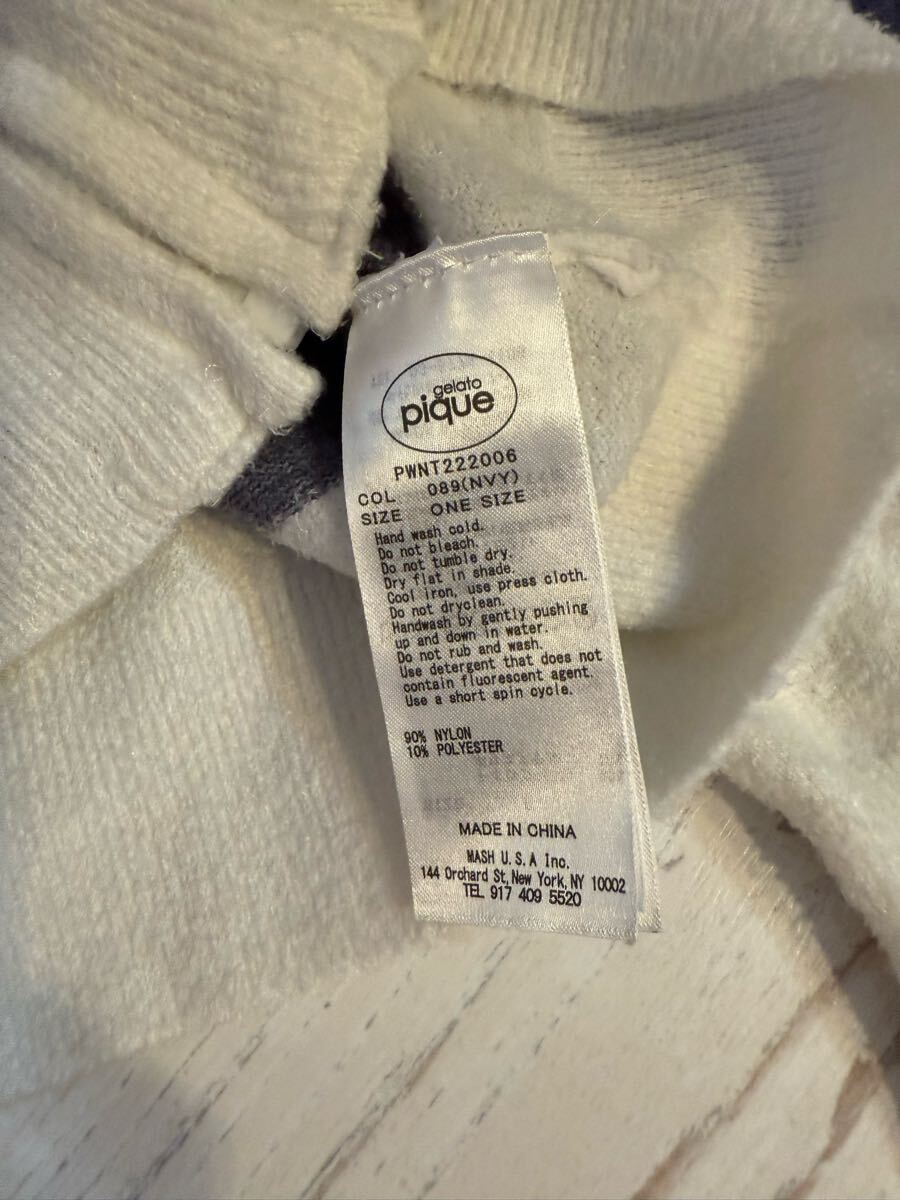 gelato
pique
PWNT222006
COL 089(NVY)
SIZE ONE SIZE
Hand wash cold.
Do not bleach.
Do not tumble dry.
Dry flat in shade.
Cool iron, use press cloth.
Do not dryclean.
Handwash by gently pushing
up and down in water.
Do not rub and wash.
Use detergent that does not
contain fluorescent agent.
Use a short spin cycle.
90% NYLON
10% POLYESTER
MADE IN CHINA
MASH U.S.A Inc.
144 Orchard St, New York, NY 10002
TEL 917 409 5520